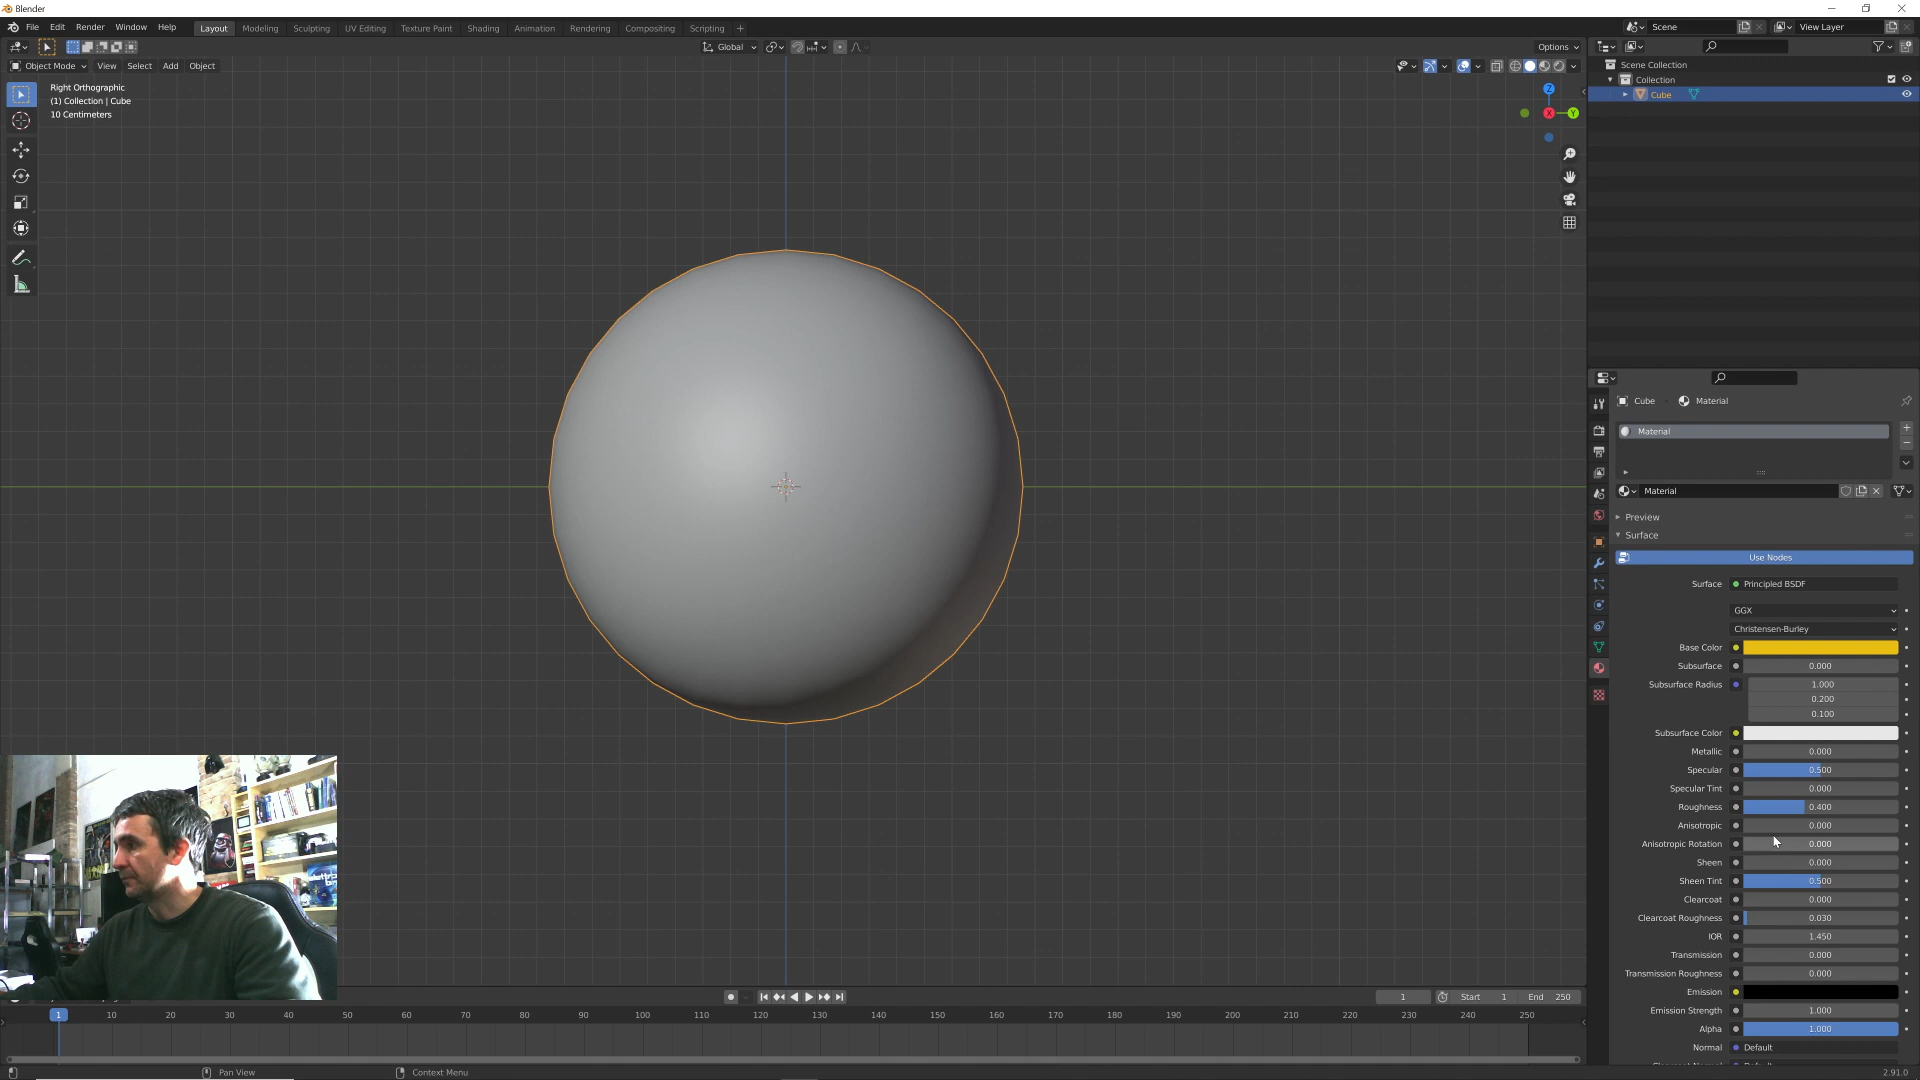 Blender
File Edit Render Window Help
Layout Modeling Sculpting UV Editing Texture Paint Shading Animation Rendering Compositing Scripting +
Scene
View Layer
Global
Options
Object Mode View Select Add Object
Right Orthographic
(1) Collection | Cube
10 Centimeters
Z
X
Y
Scene Collection
Collection
Cube
Cube Material
Material
Material
Preview
Surface
Use Nodes
Surface Principled BSDF
GGX
Christensen-Burley
Base Color
Subsurface 0.000
Subsurface Radius 1.000
0.200
0.100
Subsurface Color
Metallic 0.000
Specular 0.500
Specular Tint 0.000
Roughness 0.400
Anisotropic 0.000
Anisotropic Rotation 0.000
Sheen 0.000
Sheen Tint 0.500
Clearcoat 0.000
Clearcoat Roughness 0.030
IOR 1.450
Transmission 0.000
Transmission Roughness 0.000
Emission
Emission Strength 1.000
Alpha 1.000
Normal Default
1 Start 1 End 250
1 10 20 30 40 50 60 70 80 90 100 110 120 130 140 150 160 170 180 190 200 210 220 230 240 250
Pan View
Context Menu
2.91.0